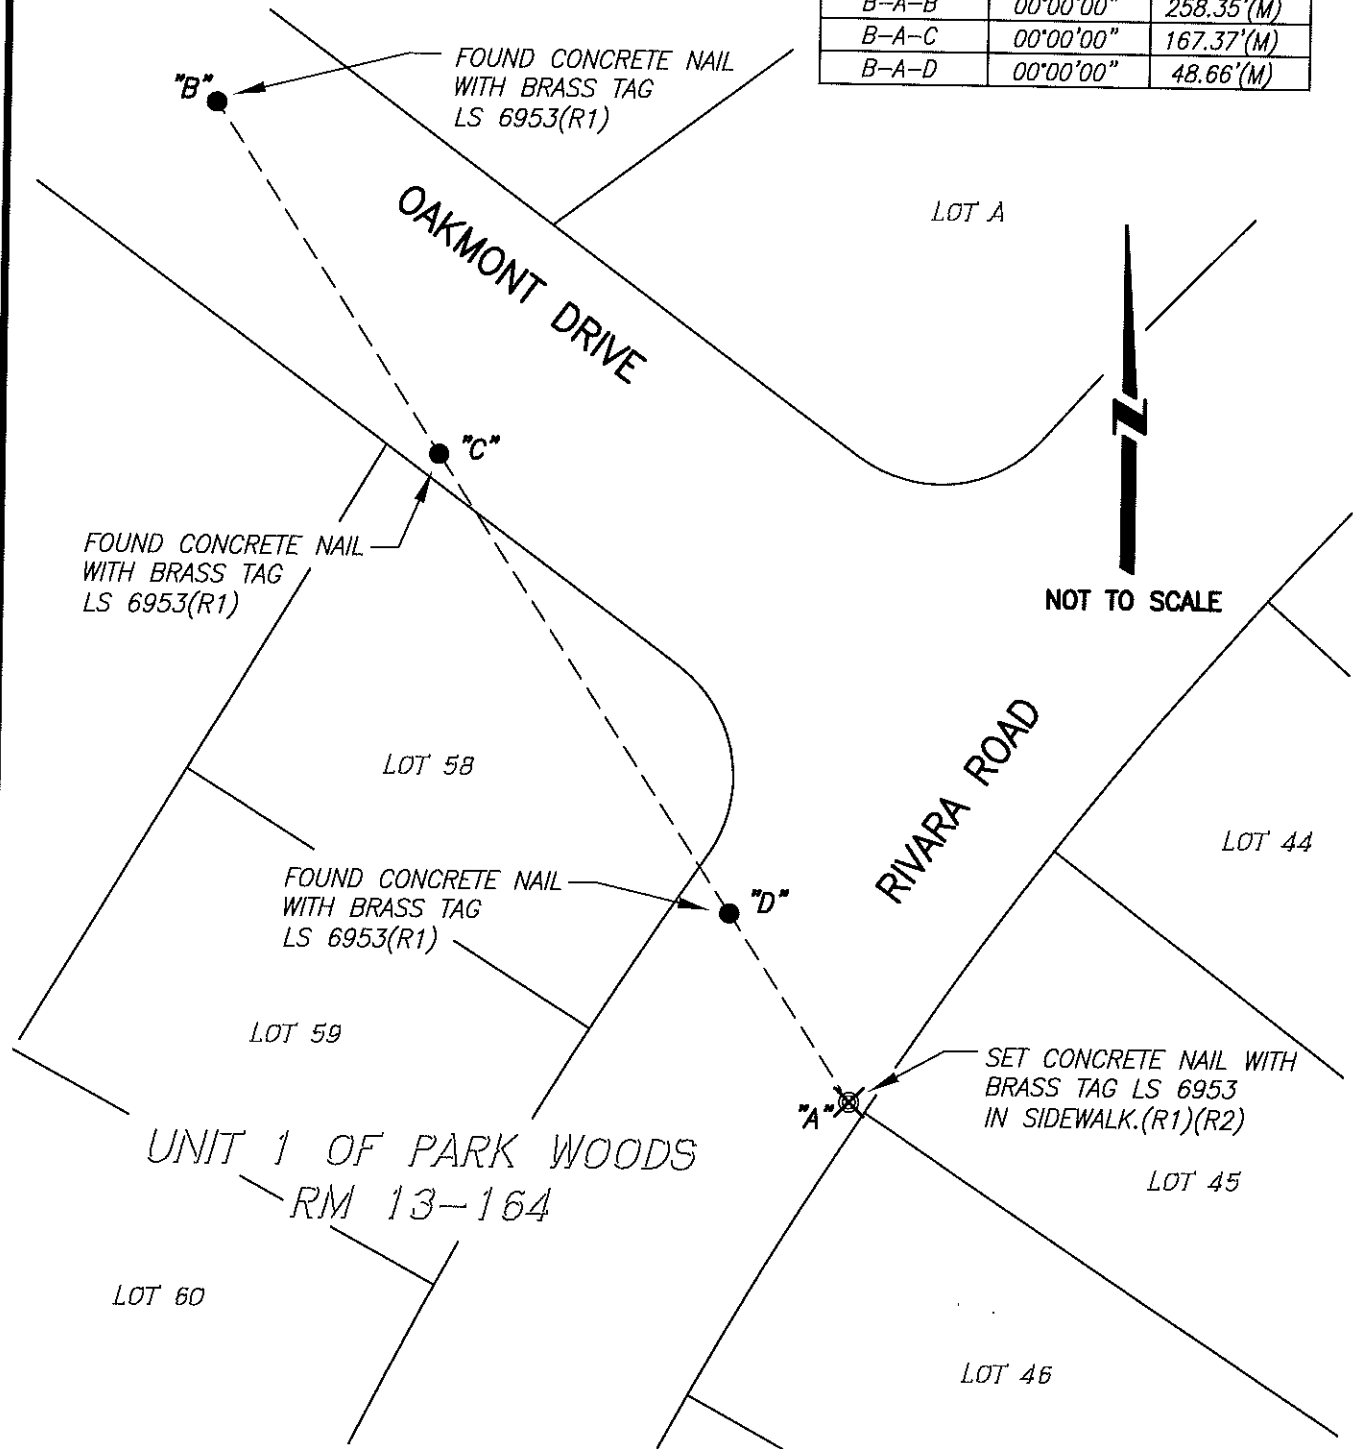 B-A-B 00°00'00" 258.35'(M)
B-A-C 00°00'00" 167.37'(M)
B-A-D 00°00'00" 48.66'(M)
FOUND CONCRETE NAIL
WITH BRASS TAG
LS 6953(R1)
"B"
OAKMONT DRIVE
LOT A
"C"
N
NOT TO SCALE
FOUND CONCRETE NAIL
WITH BRASS TAG
LS 6953(R1)
LOT 58
RIVARA ROAD
LOT 44
FOUND CONCRETE NAIL
WITH BRASS TAG
LS 6953(R1)
"D"
LOT 59
SET CONCRETE NAIL WITH
BRASS TAG LS 6953
IN SIDEWALK.(R1)(R2)
"A"
UNIT 1 OF PARK WOODS
RM 13-164
LOT 45
LOT 60
LOT 46